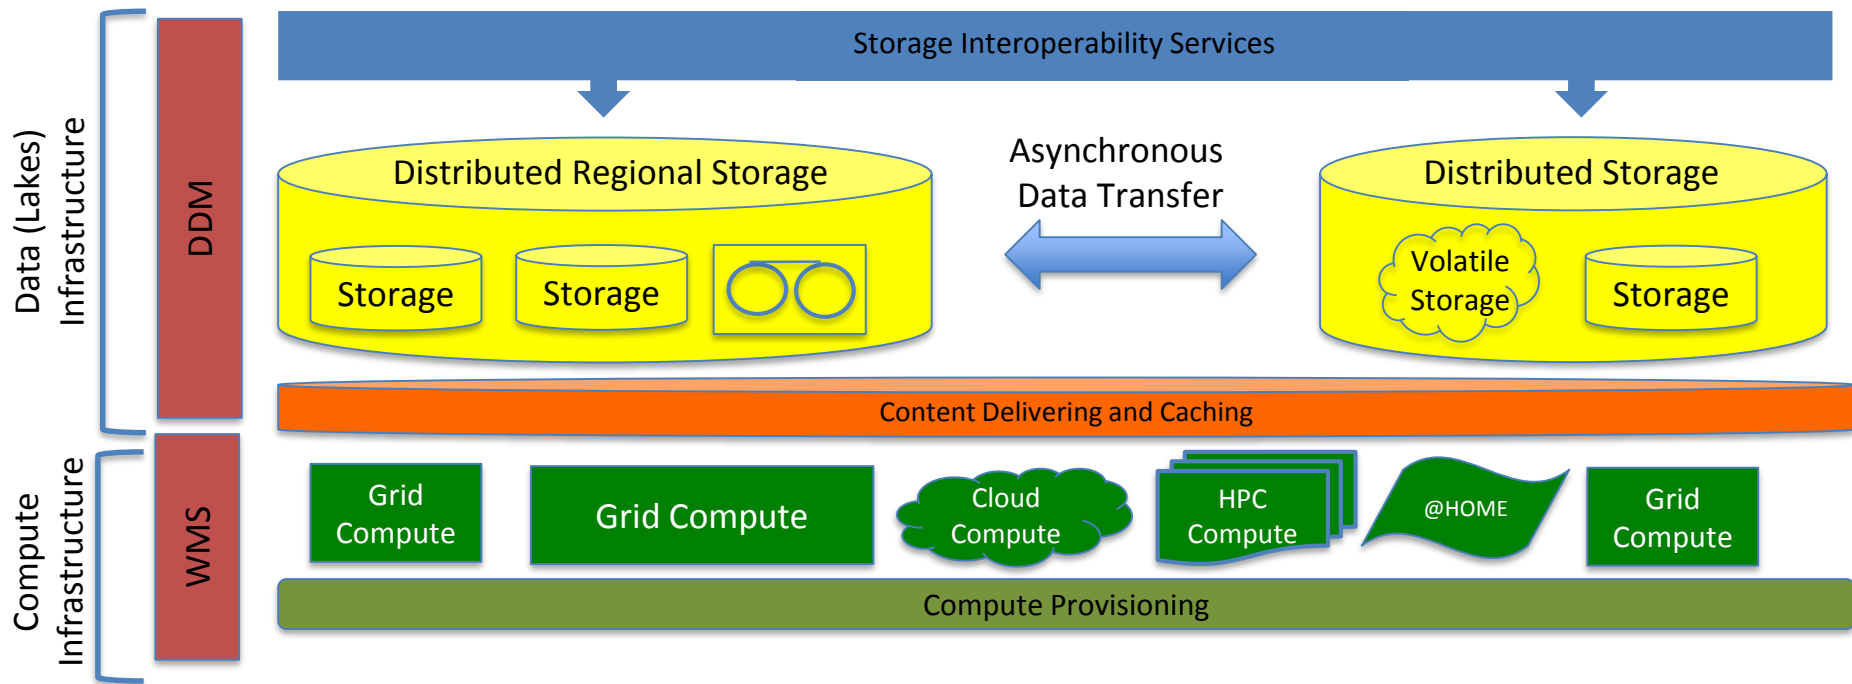 Data (Lakes)
Infrastructure
DDM
Storage Interoperability Services
Distributed Regional Storage
Storage
Storage
Asynchronous
Data Transfer
Distributed Storage
Volatile
Storage
Storage
Content Delivering and Caching
Compute
Infrastructure
WMS
Grid
Compute
Grid Compute
Cloud
Compute
HPC
Compute
@HOME
Grid
Compute
Compute Provisioning